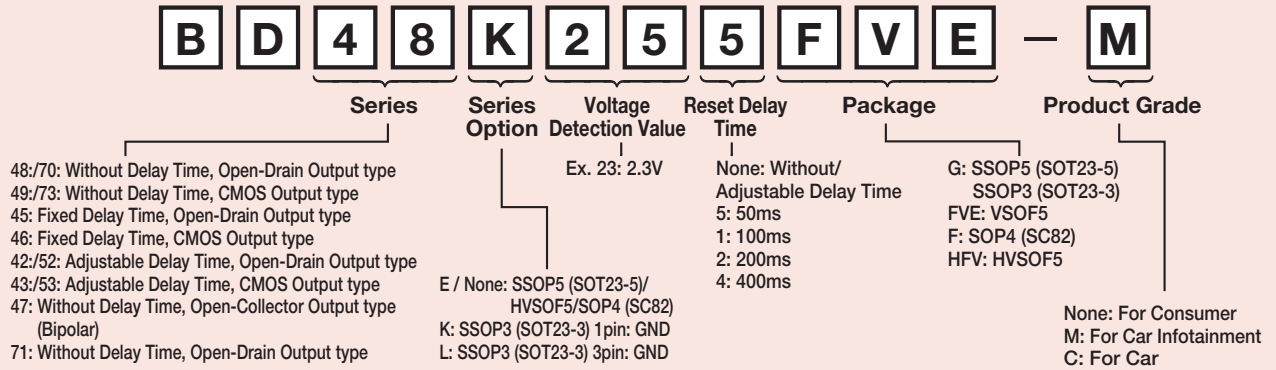 BD48K255FVE — M
Series
Series Option
Voltage Detection Value
Reset Delay Time
Package
Product Grade
48:/70: Without Delay Time, Open-Drain Output type
49:/73: Without Delay Time, CMOS Output type
45: Fixed Delay Time, Open-Drain Output type
46: Fixed Delay Time, CMOS Output type
42:/52: Adjustable Delay Time, Open-Drain Output type
43:/53: Adjustable Delay Time, CMOS Output type
47: Without Delay Time, Open-Collector Output type
(Bipolar)
71: Without Delay Time, Open-Drain Output type
E / None: SSOP5 (SOT23-5)/
HVSOF5/SOP4 (SC82)
K: SSOP3 (SOT23-3) 1pin: GND
L: SSOP3 (SOT23-3) 3pin: GND
Ex. 23: 2.3V
None: Without/
Adjustable Delay Time
5: 50ms
1: 100ms
2: 200ms
4: 400ms
G: SSOP5 (SOT23-5)
SSOP3 (SOT23-3)
FVE: VSOF5
F: SOP4 (SC82)
HFV: HVSOF5
None: For Consumer
M: For Car Infotainment
C: For Car